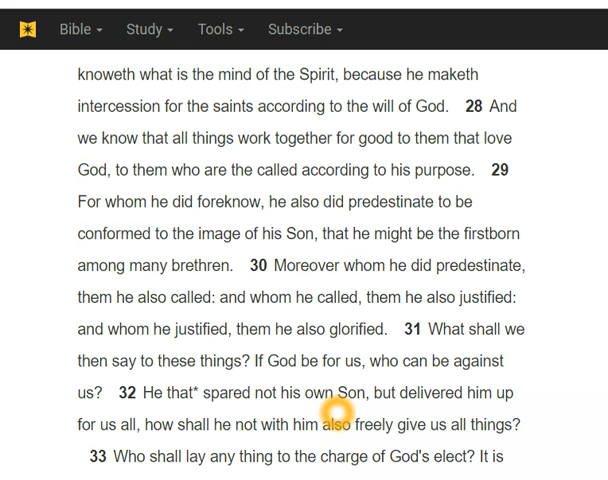 Bible Study Tools Subscribe
knoweth what is the mind of the Spirit, because he maketh
intercession for the saints according to the will of God. 28 And
we know that all things work together for good to them that love
God, to them who are the called according to his purpose. 29
For whom he did foreknow, he also did predestinate to be
conformed to the image of his Son, that he might be the firstborn
among many brethren. 30 Moreover whom he did predestinate,
them he also called: and whom he called, them he also justified:
and whom he justified, them he also glorified. 31 What shall we
then say to these things? If God be for us, who can be against
us? 32 He that* spared not his own Son, but delivered him up
for us all, how shall he not with him also freely give us all things?
33 Who shall lay any thing to the charge of God's elect? It is